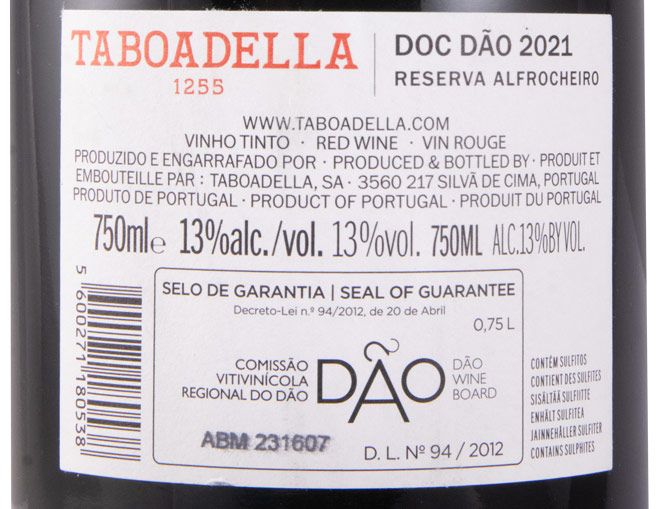 TABOADELLA
1255
DOC DÃO 2021
RESERVA ALFROCHEIRO
WWW.TABOADELLA.COM
VINHO TINTO · RED WINE · VIN ROUGE
PRODUZIDO E ENGARRAFADO POR · PRODUCED & BOTTLED BY · PRODUIT ET
EMBOUTEILLE PAR : TABOADELLA, SA · 3560 217 SILVÃ DE CIMA, PORTUGAL
PRODUTO DE PORTUGAL · PRODUCT OF PORTUGAL · PRODUIT DU PORTUGAL
750ml e 13%alc./vol. 13%vol. 750ML ALC.13%BY VOL.
5 600271 180538
SELO DE GARANTIA | SEAL OF GUARANTEE
Decreto-Lei n.º 94/2012, de 20 de Abril
0,75 L
COMISSÃO
VITIVINÍCOLA
REGIONAL DO DÃO
DÃO
DÃO
WINE
BOARD
ABM 231607
D. L. Nº 94 / 2012
CONTÉM SULFITOS
CONTIENT DES SULFITES
SISÄLTÄÄ SULFIITTE
ENHÄLT SULFITEA
JAINNEHÄLLER SULFITER
CONTAINS SULPHITES